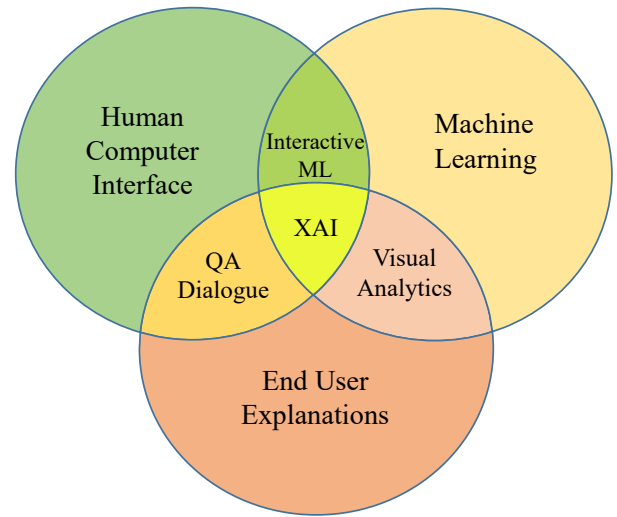 Human
Computer
Interface
Machine
Learning
Interactive
ML
XAI
QA
Dialogue
Visual
Analytics
End User
Explanations